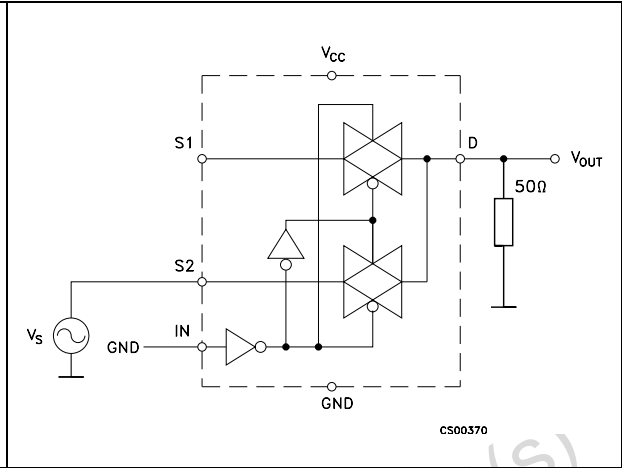 VCC
S1
D
VOUT
50Ω
S2
IN
VS
GND
GND
CS00370
(s)